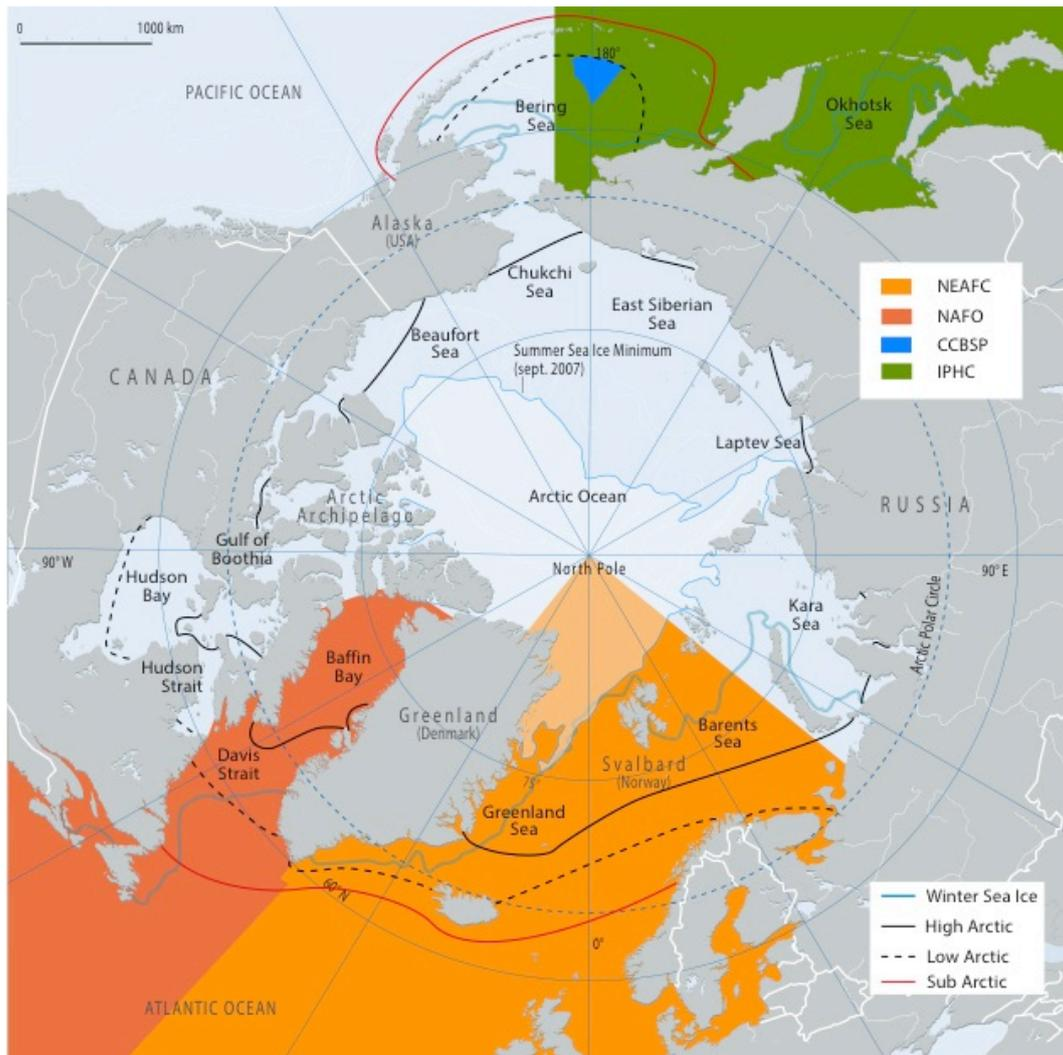 0
1000 km
PACIFIC OCEAN
180°
Bering
Sea
Okhotsk
Sea
Alaska
(USA)
Chukchi
Sea
East Siberian
Sea
Beaufort
Sea
Summer Sea Ice Minimum
(sept. 2007)
NEAFC
NAFO
CCBSP
IPHC
CANADA
Laptev Sea
Arctic
Archipelago
Arctic Ocean
RUSSIA
Gulf of
Boothia
90° W
North Pole
90° E
Hudson
Bay
Kara
Sea
Arctic Polar Circle
Hudson
Strait
Baffin
Bay
Greenland
(Denmark)
Barents
Sea
Davis
Strait
Svalbard
(Norway)
75°
Greenland
Sea
60° N
0°
Winter Sea Ice
High Arctic
Low Arctic
Sub Arctic
ATLANTIC OCEAN